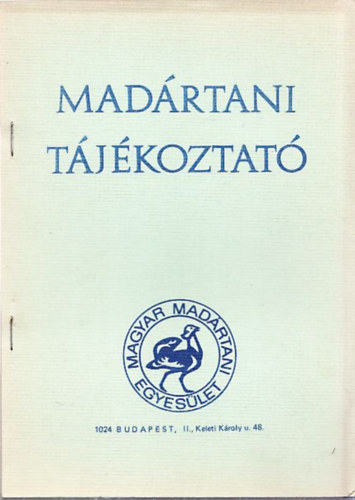 MADÁRTANI
TÁJÉKOZTATÓ
MAGYAR MADÁRTANI
EGYESÜLET
1024 BUDAPEST, II., Keleti Károly u. 48.